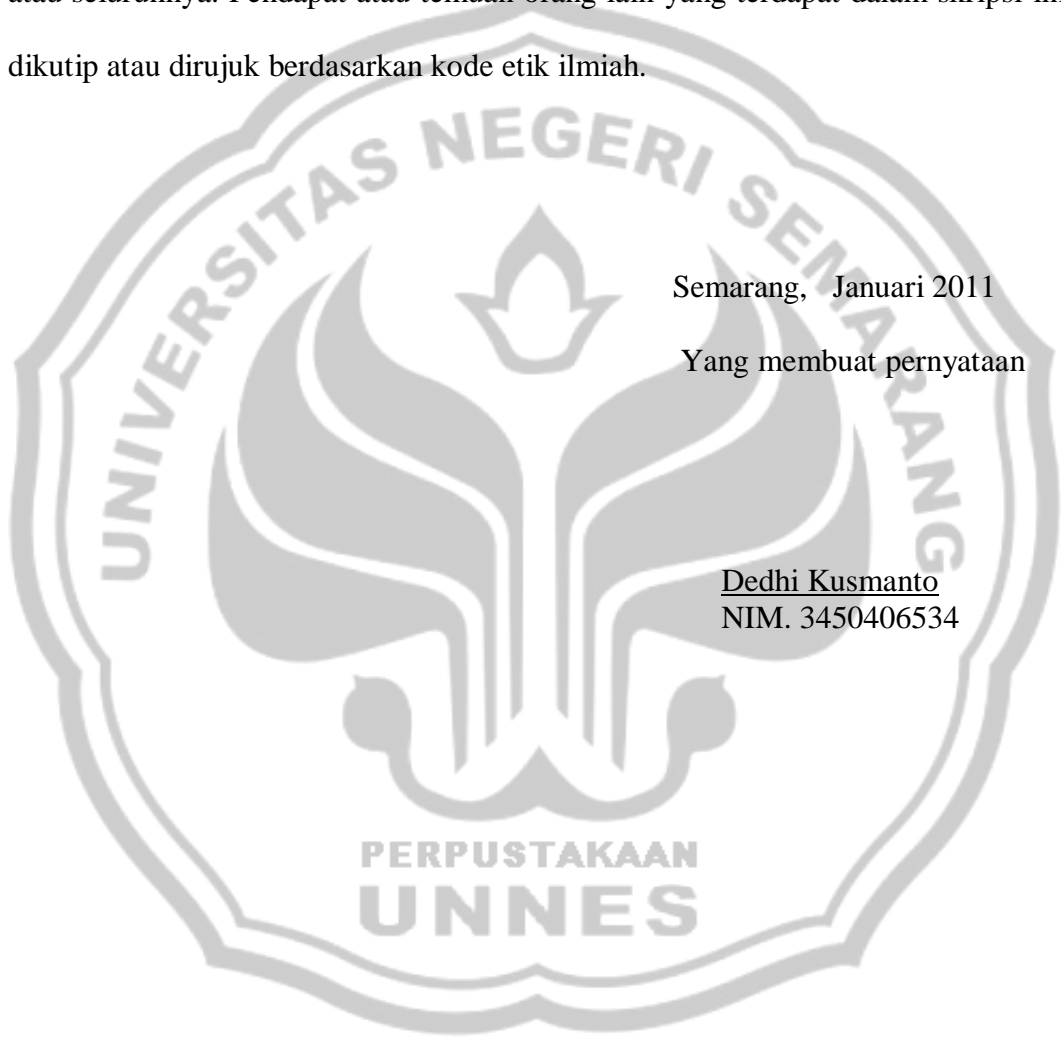 atau seluruhnya. Pendapat atau temuan orang lain yang terdapat dalam skripsi ini
dikutip atau dirujuk berdasarkan kode etik ilmiah.
UNIVERSITAS NEGERI SEMARANG
Semarang, Januari 2011
Yang membuat pernyataan
Dedhi Kusmanto
NIM. 3450406534
PERPUSTAKAAN
UNNES